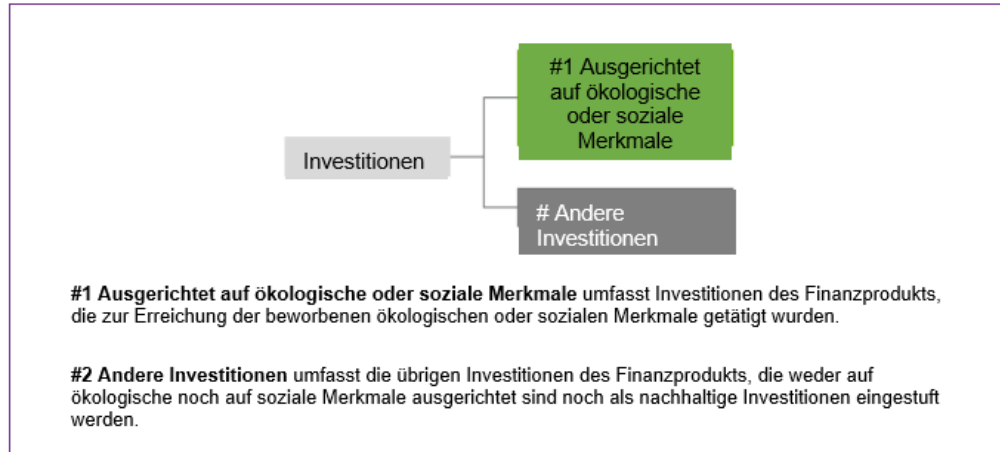 #1 Ausgerichtet
auf ökologische
oder soziale
Merkmale
Investitionen
# Andere
Investitionen
#1 Ausgerichtet auf ökologische oder soziale Merkmale umfasst Investitionen des Finanzprodukts,
die zur Erreichung der beworbenen ökologischen oder sozialen Merkmale getätigt wurden.
#2 Andere Investitionen umfasst die übrigen Investitionen des Finanzprodukts, die weder auf
ökologische noch auf soziale Merkmale ausgerichtet sind noch als nachhaltige Investitionen eingestuft
werden.